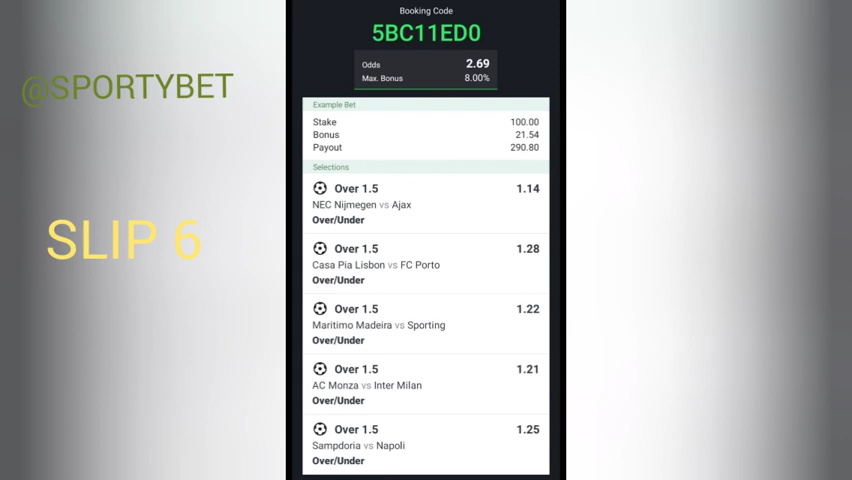 @SPORTYBET
SLIP 6
Booking Code
5BC11ED0
Odds 2.69
Max. Bonus 8.00%
Example Bet
Stake 100.00
Bonus 21.54
Payout 290.80
Selections
Over 1.5 1.14
NEC Nijmegen vs Ajax
Over/Under
Over 1.5 1.28
Casa Pia Lisbon vs FC Porto
Over/Under
Over 1.5 1.22
Maritimo Madeira vs Sporting
Over/Under
Over 1.5 1.21
AC Monza vs Inter Milan
Over/Under
Over 1.5 1.25
Sampdoria vs Napoli
Over/Under